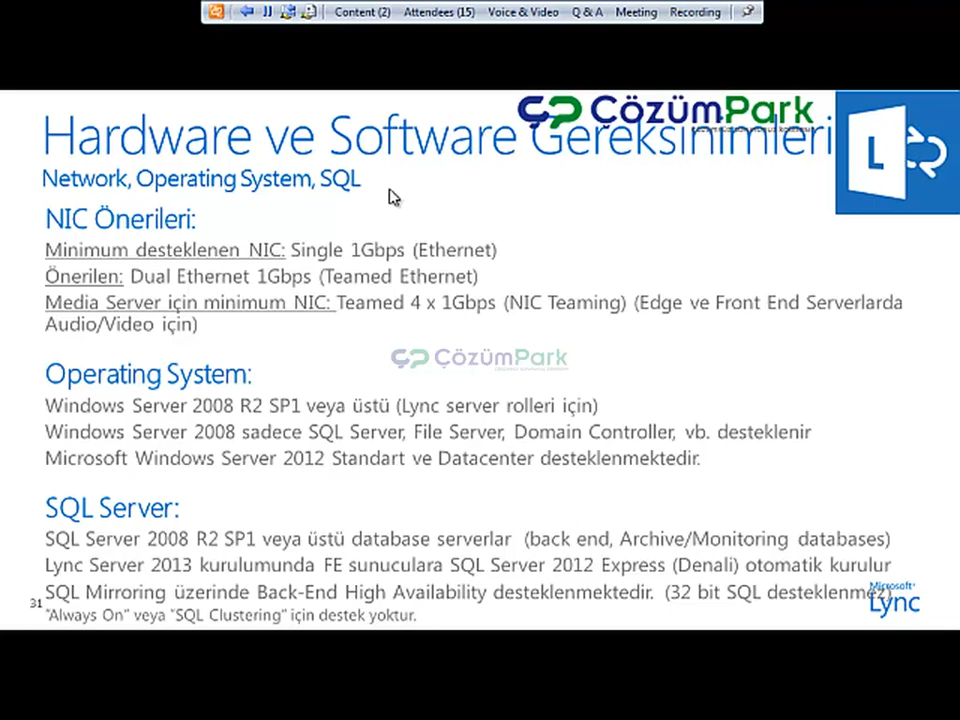 Content (2) Attendees (15) Voice & Video Q & A Meeting Recording
ÇözümPark
Hardware ve Software Gereksinimleri
Network, Operating System, SQL
NIC Önerileri:
Minimum desteklenen NIC: Single 1Gbps (Ethernet)
Önerilen: Dual Ethernet 1Gbps (Teamed Ethernet)
Media Server için minimum NIC: Teamed 4 x 1Gbps (NIC Teaming) (Edge ve Front End Serverlarda
Audio/Video için)
ÇözümPark
Operating System:
Windows Server 2008 R2 SP1 veya üstü (Lync server rolleri için)
Windows Server 2008 sadece SQL Server, File Server, Domain Controller, vb. desteklenir
Microsoft Windows Server 2012 Standart ve Datacenter desteklenmektedir.
SQL Server:
SQL Server 2008 R2 SP1 veya üstü database serverlar (back end, Archive/Monitoring databases)
Lync Server 2013 kurulumunda FE sunuculara SQL Server 2012 Express (Denali) otomatik kurulur
SQL Mirroring üzerinde Back-End High Availability desteklenmektedir. (32 bit SQL desteklenmez)
"Always On" veya "SQL Clustering" için destek yoktur.
31
Microsoft®
Lync